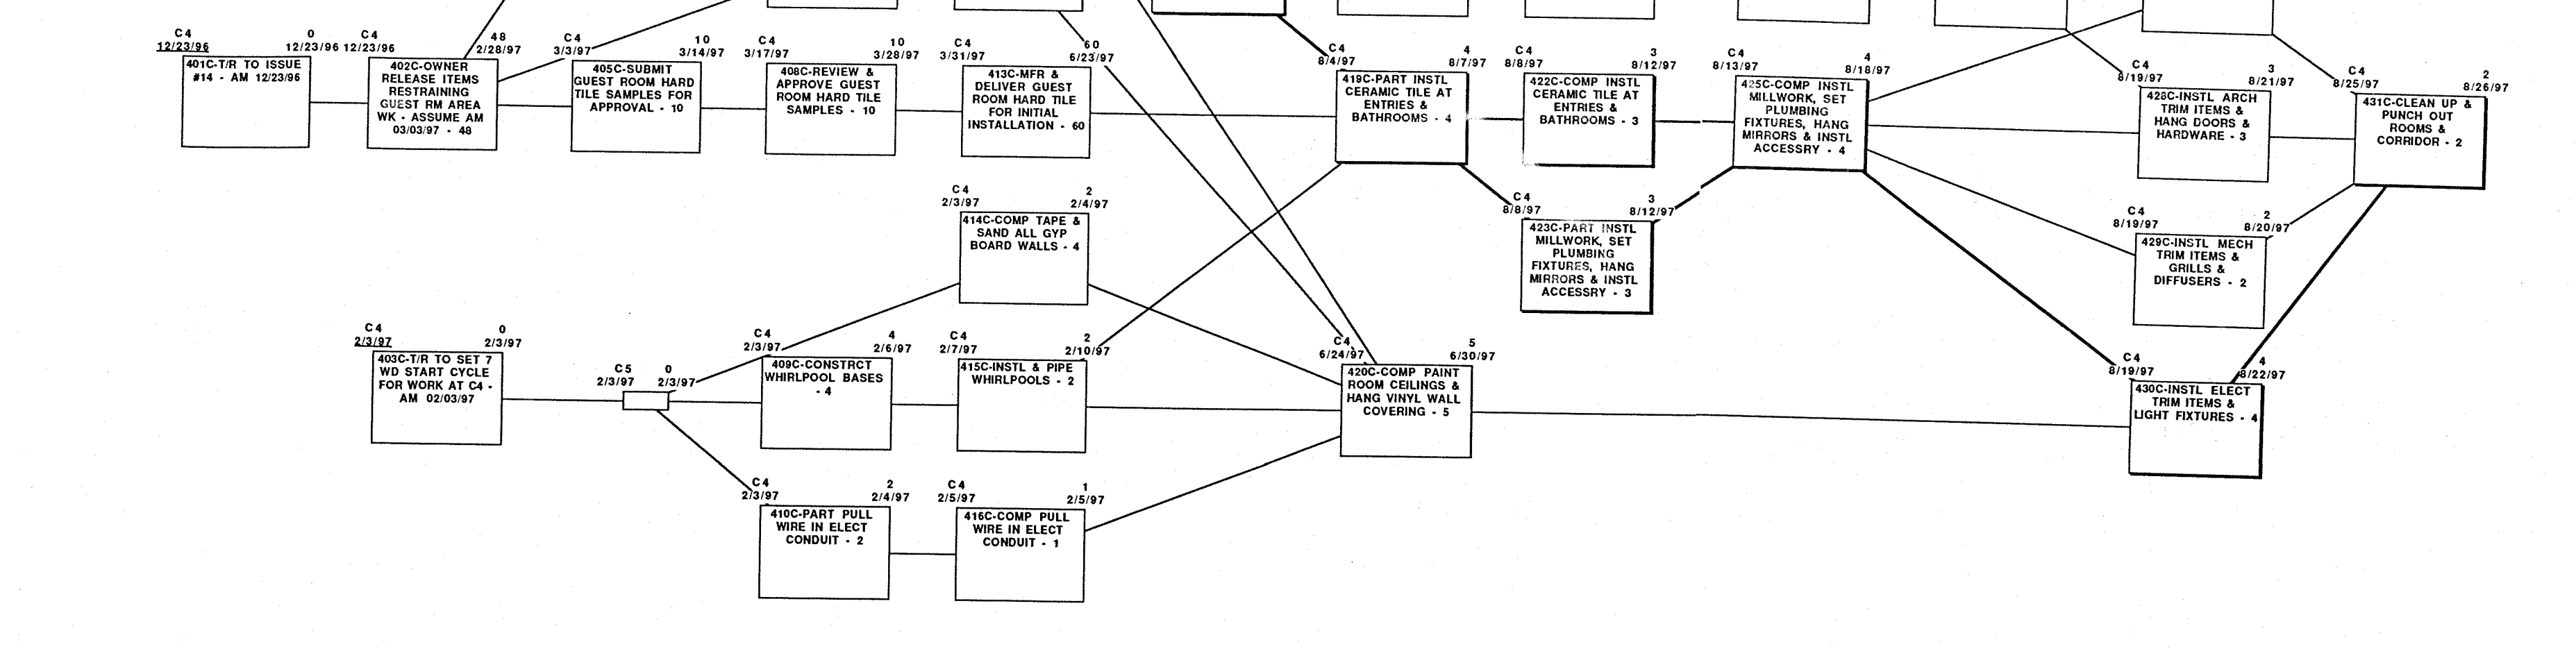 C4
12/23/96
0
12/23/96
401C-T/R TO ISSUE
#14 - AM 12/23/96
C4
12/23/96
48
2/28/97
402C-OWNER
RELEASE ITEMS
RESTRAINING
GUEST RM AREA
WK - ASSUME AM
03/03/97 - 48
C4
3/3/97
10
3/14/97
405C-SUBMIT
GUEST ROOM HARD
TILE SAMPLES FOR
APPROVAL - 10
C4
3/17/97
10
3/28/97
408C-REVIEW &
APPROVE GUEST
ROOM HARD TILE
SAMPLES - 10
C4
3/31/97
60
6/23/97
413C-MFR &
DELIVER GUEST
ROOM HARD TILE
FOR INITIAL
INSTALLATION - 60
C4
8/4/97
4
8/7/97
419C-PART INSTL
CERAMIC TILE AT
ENTRIES &
BATHROOMS - 4
C4
8/8/97
3
8/12/97
422C-COMP INSTL
CERAMIC TILE AT
ENTRIES &
BATHROOMS - 3
C4
8/13/97
4
8/18/97
425C-COMP INSTL
MILLWORK, SET
PLUMBING
FIXTURES, HANG
MIRRORS & INSTL
ACCESSRY - 4
C4
8/19/97
3
8/21/97
428C-INSTL ARCH
TRIM ITEMS &
HANG DOORS &
HARDWARE - 3
C4
8/25/97
2
8/26/97
431C-CLEAN UP &
PUNCH OUT
ROOMS &
CORRIDOR - 2
C4
2/3/97
2
2/4/97
414C-COMP TAPE &
SAND ALL GYP
BOARD WALLS - 4
C4
8/8/97
3
8/12/97
423C-PART INSTL
MILLWORK, SET
PLUMBING
FIXTURES, HANG
MIRRORS & INSTL
ACCESSRY - 3
C4
8/19/97
2
8/20/97
429C-INSTL MECH
TRIM ITEMS &
GRILLS &
DIFFUSERS - 2
C4
2/3/97
0
2/3/97
403C-T/R TO SET 7
WD START CYCLE
FOR WORK AT C4 -
AM 02/03/97
C5
2/3/97
0
2/3/97
C4
2/3/97
4
2/6/97
409C-CONSTRCT
WHIRLPOOL BASES
- 4
C4
2/7/97
2
2/10/97
415C-INSTL & PIPE
WHIRLPOOLS - 2
C4
6/24/97
5
6/30/97
420C-COMP PAINT
ROOM CEILINGS &
HANG VINYL WALL
COVERING - 5
C4
8/19/97
4
8/22/97
430C-INSTL ELECT
TRIM ITEMS &
LIGHT FIXTURES - 4
C4
2/3/97
2
2/4/97
410C-PART PULL
WIRE IN ELECT
CONDUIT - 2
C4
2/5/97
1
2/5/97
416C-COMP PULL
WIRE IN ELECT
CONDUIT - 1